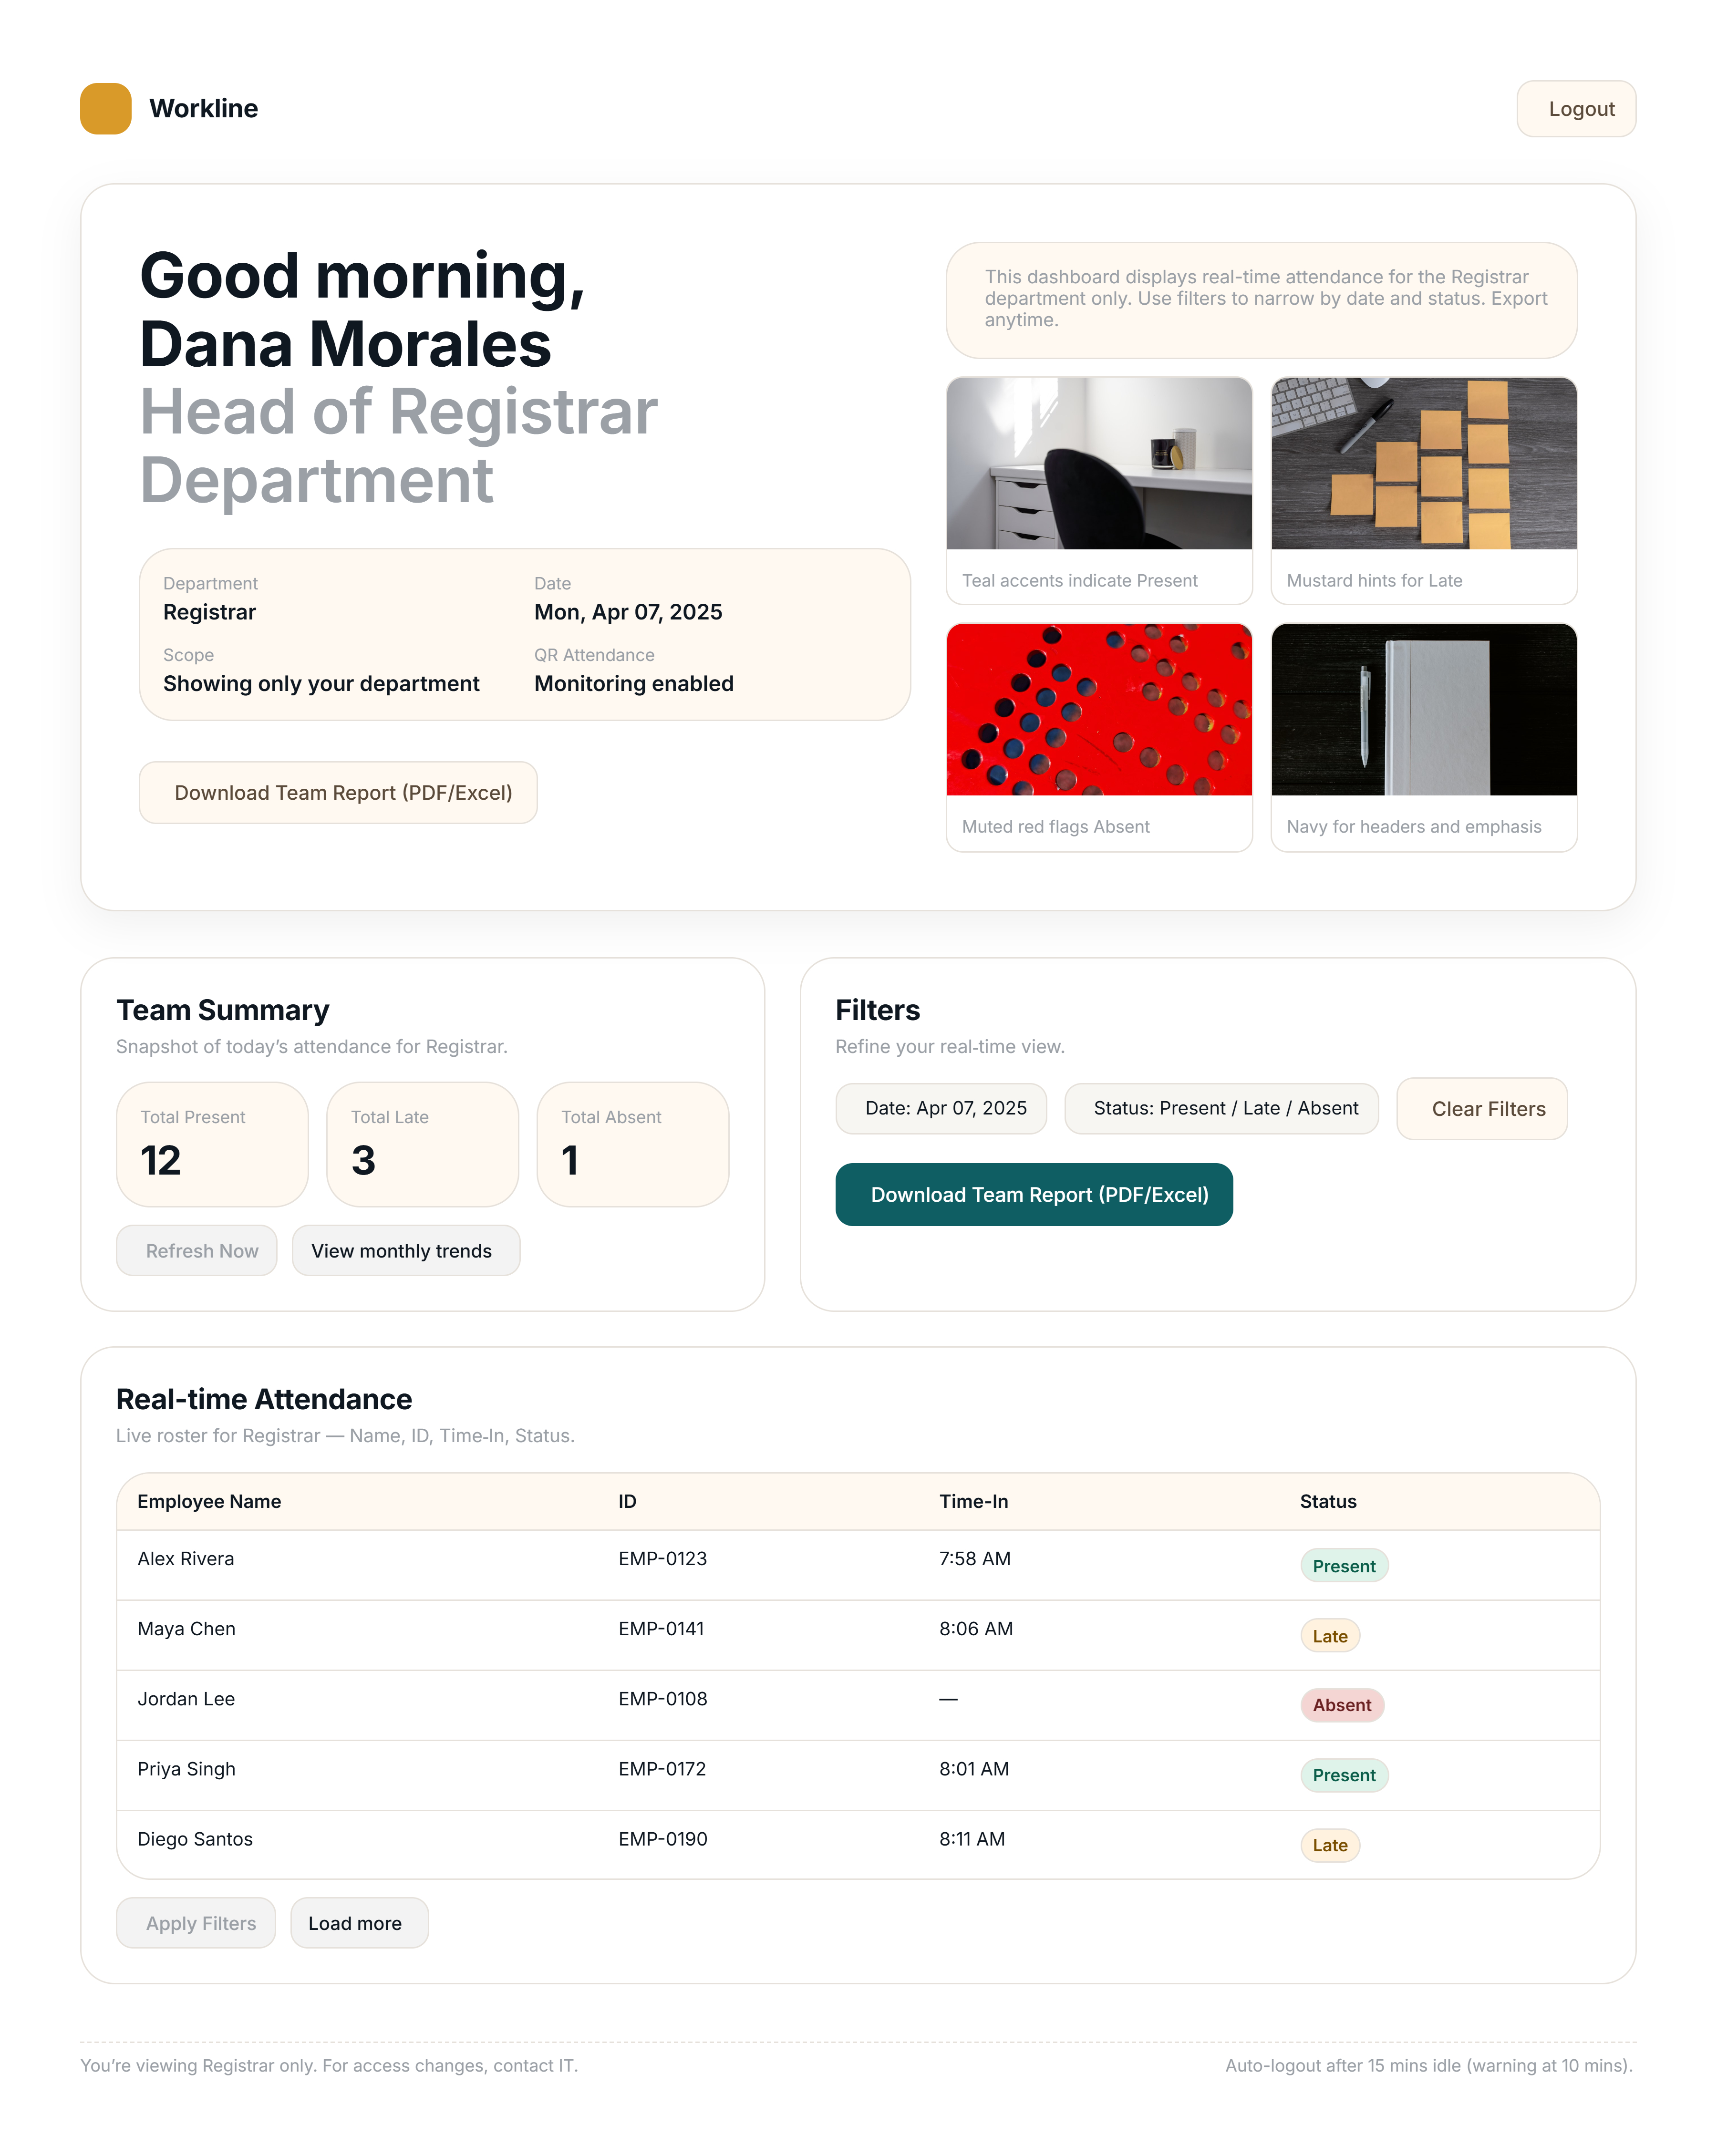 Workline
Logout
Good morning,
Dana Morales
Head of Registrar
Department
Department
Registrar
Date
Mon, Apr 07, 2025
Scope
Showing only your department
QR Attendance
Monitoring enabled
Download Team Report (PDF/Excel)
This dashboard displays real-time attendance for the Registrar
department only. Use filters to narrow by date and status. Export
anytime.
Teal accents indicate Present
Mustard hints for Late
Muted red flags Absent
Navy for headers and emphasis
Team Summary
Snapshot of today’s attendance for Registrar.
Total Present
12
Total Late
3
Total Absent
1
Refresh Now
View monthly trends
Filters
Refine your real-time view.
Date: Apr 07, 2025
Status: Present / Late / Absent
Clear Filters
Download Team Report (PDF/Excel)
Real-time Attendance
Live roster for Registrar — Name, ID, Time-In, Status.
Employee Name ID Time-In Status
Alex Rivera EMP-0123 7:58 AM Present
Maya Chen EMP-0141 8:06 AM Late
Jordan Lee EMP-0108 — Absent
Priya Singh EMP-0172 8:01 AM Present
Diego Santos EMP-0190 8:11 AM Late
Apply Filters
Load more
You’re viewing Registrar only. For access changes, contact IT.
Auto-logout after 15 mins idle (warning at 10 mins).